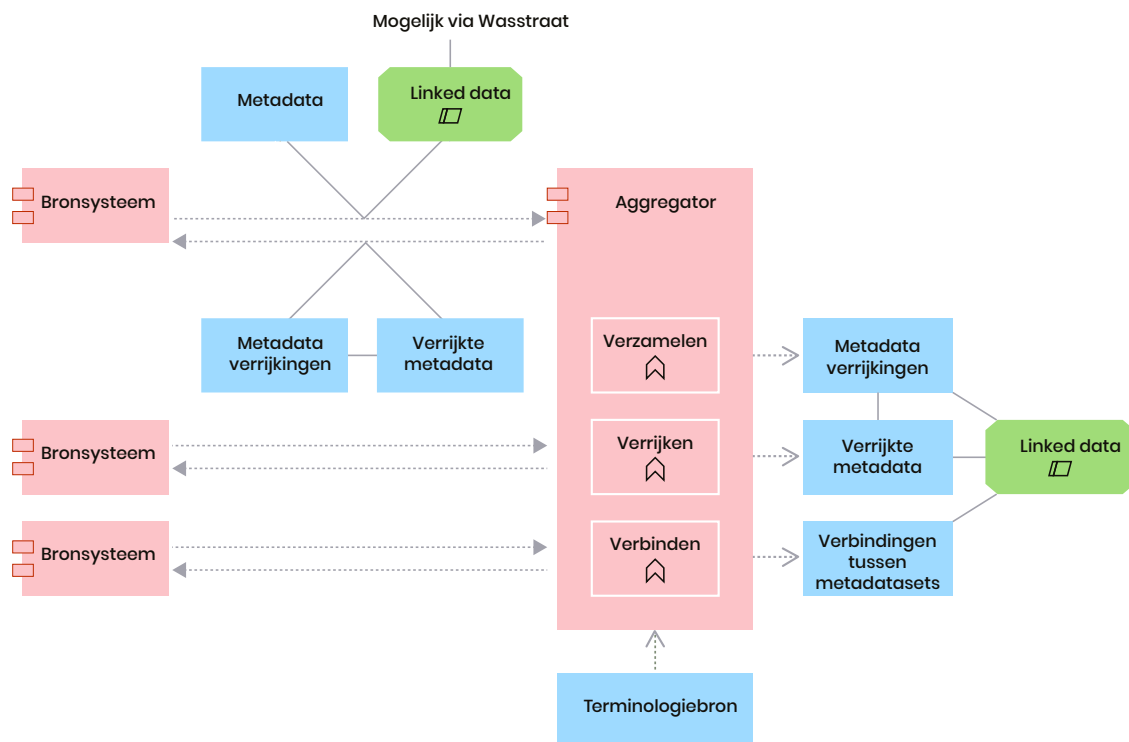 Mogelijk via Wasstraat
Metadata
Linked data
Bronsysteem
Aggregator
Metadata
verrijkingen
Verrijkte
metadata
Verzamelen
Metadata
verrijkingen
Bronsysteem
Verrijken
Verrijkte
metadata
Linked data
Bronsysteem
Verbinden
Verbindingen
tussen
metadatasets
Terminologiebron